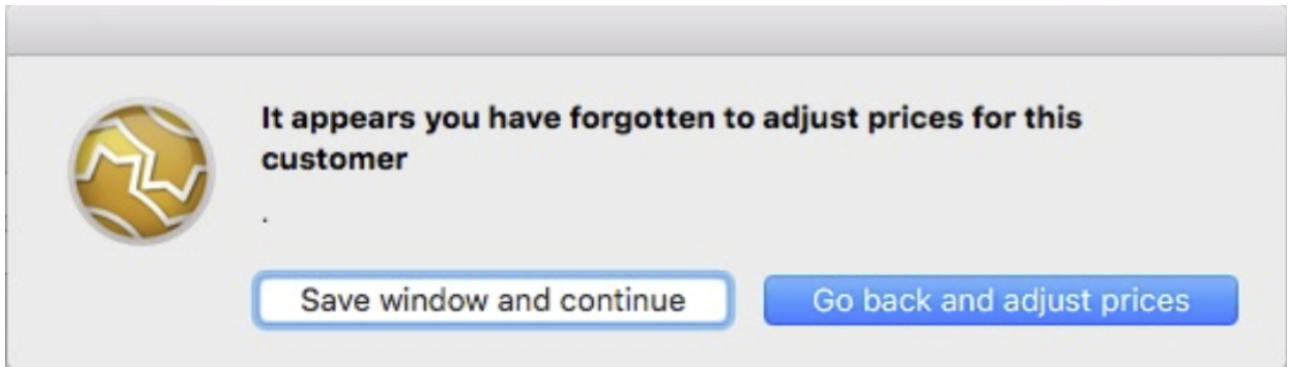 It appears you have forgotten to adjust prices for this
customer
.
Save window and continue
Go back and adjust prices